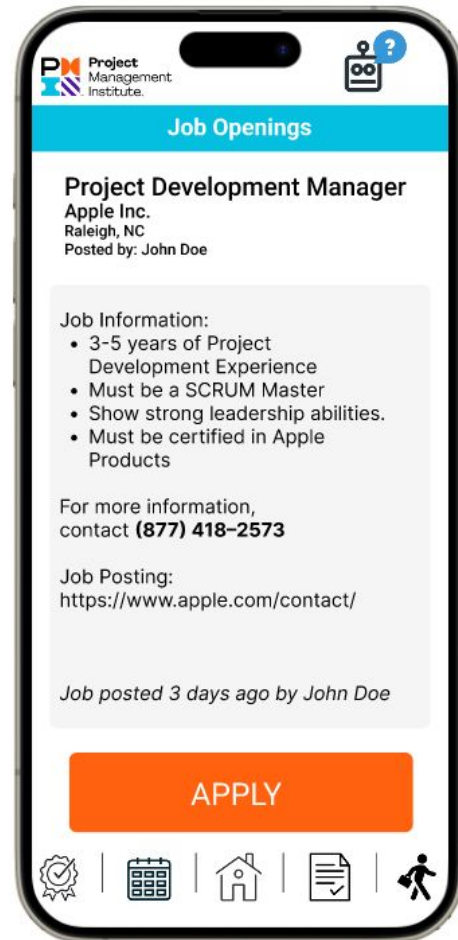 Project
Management
Institute.
?
Job Openings
Project Development Manager
Apple Inc.
Raleigh, NC
Posted by: John Doe
Job Information:
• 3-5 years of Project
Development Experience
• Must be a SCRUM Master
• Show strong leadership abilities.
• Must be certified in Apple
Products
For more information,
contact (877) 418–2573
Job Posting:
https://www.apple.com/contact/
Job posted 3 days ago by John Doe
APPLY